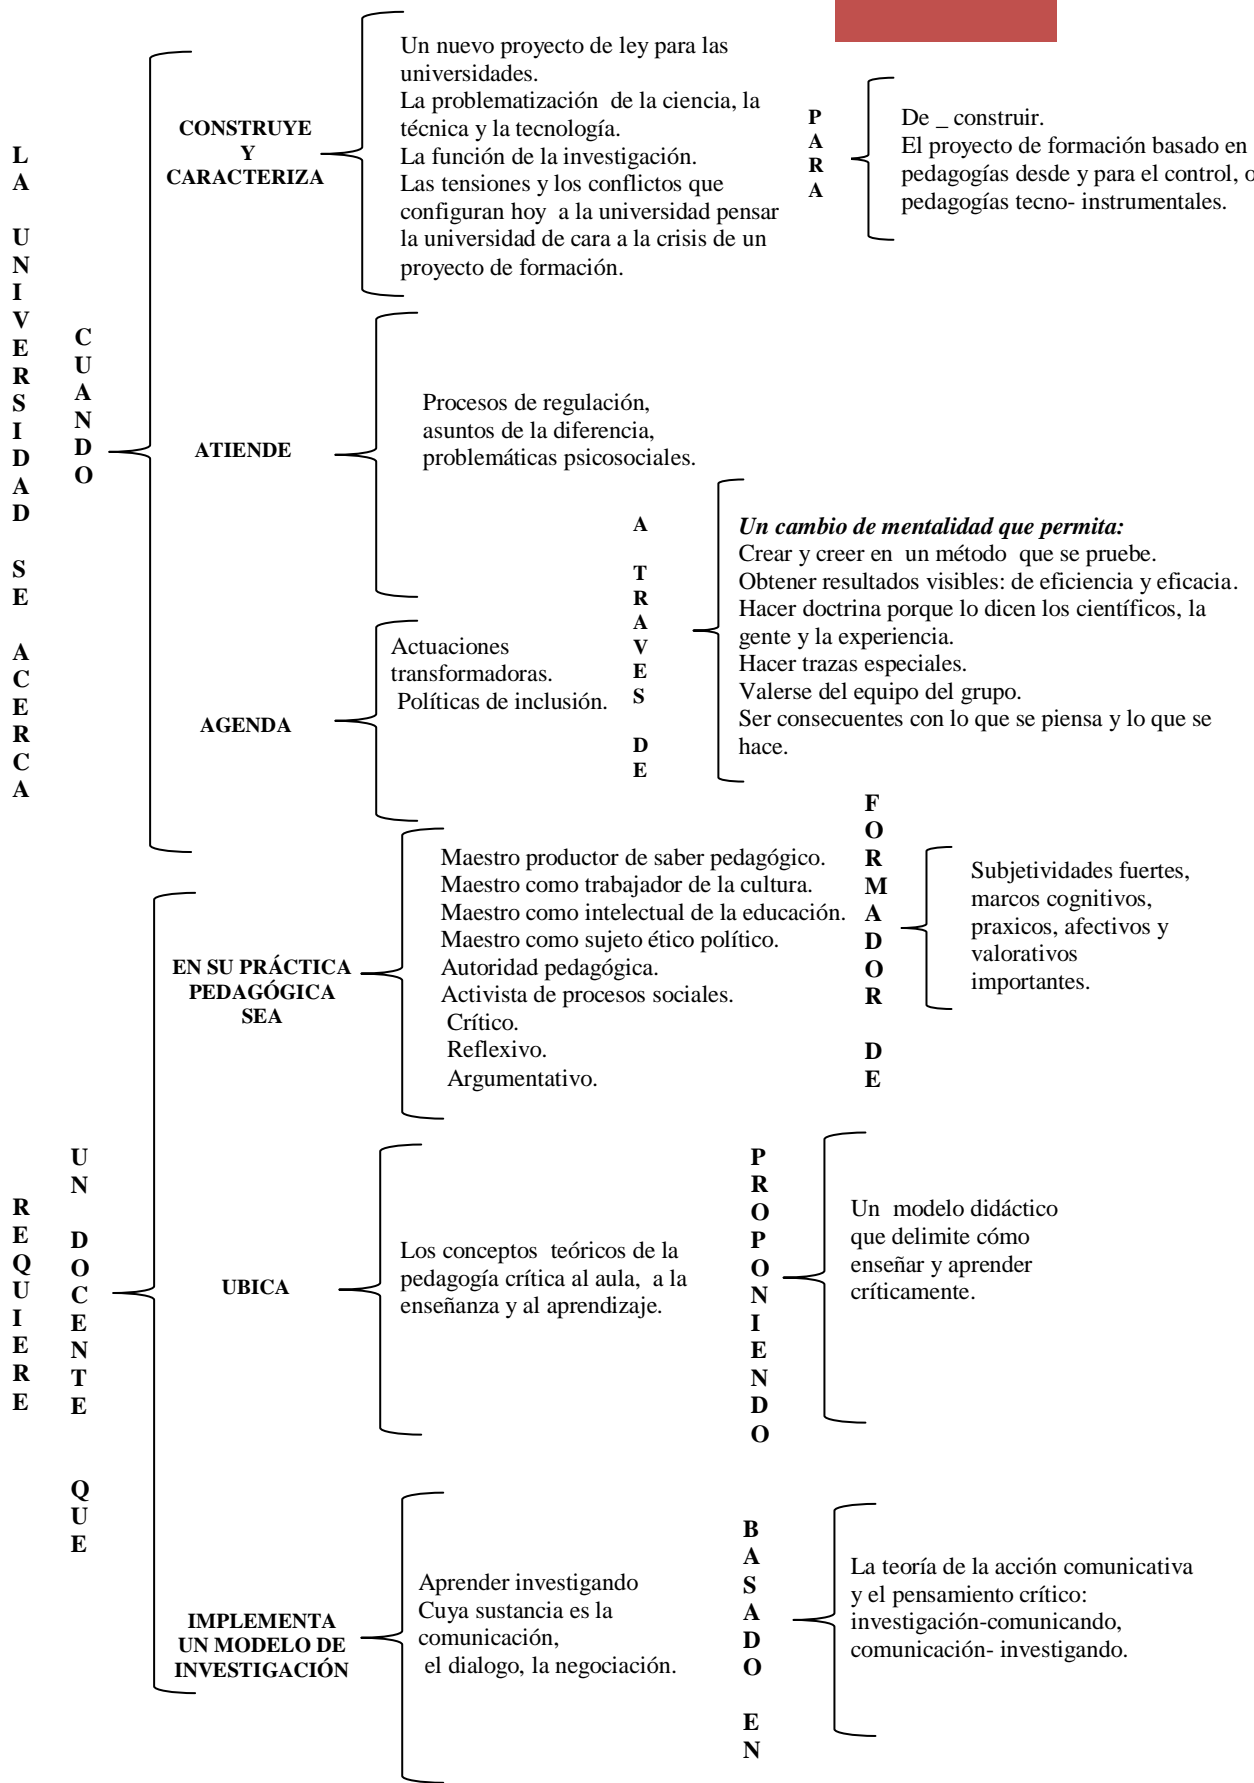 LA UNIVERSIDAD SE ACERCA
CUANDO
CONSTRUYE
Y
CARACTERIZA
Un nuevo proyecto de ley para las
universidades.
La problematización de la ciencia, la
técnica y la tecnología.
La función de la investigación.
Las tensiones y los conflictos que
configuran hoy a la universidad pensar
la universidad de cara a la crisis de un
proyecto de formación.
PARA
De _ construir.
El proyecto de formación basado en
pedagogías desde y para el control, o
pedagogías tecno- instrumentales.
ATIENDE
Procesos de regulación,
asuntos de la diferencia,
problemáticas psicosociales.
AGENDA
Actuaciones
transformadoras.
Políticas de inclusión.
A TRAVES DE
Un cambio de mentalidad que permita:
Crear y creer en un método que se pruebe.
Obtener resultados visibles: de eficiencia y eficacia.
Hacer doctrina porque lo dicen los científicos, la
gente y la experiencia.
Hacer trazas especiales.
Valerse del equipo del grupo.
Ser consecuentes con lo que se piensa y lo que se
hace.
REQUIERE
UN DOCENTE QUE
EN SU PRÁCTICA
PEDAGÓGICA
SEA
Maestro productor de saber pedagógico.
Maestro como trabajador de la cultura.
Maestro como intelectual de la educación.
Maestro como sujeto ético político.
Autoridad pedagógica.
Activista de procesos sociales.
Crítico.
Reflexivo.
Argumentativo.
FORMADOR DE
Subjetividades fuertes,
marcos cognitivos,
praxicos, afectivos y
valorativos
importantes.
UBICA
Los conceptos teóricos de la
pedagogía crítica al aula, a la
enseñanza y al aprendizaje.
PROPONIENDO
Un modelo didáctico
que delimite cómo
enseñar y aprender
críticamente.
IMPLEMENTA
UN MODELO DE
INVESTIGACIÓN
Aprender investigando
Cuya sustancia es la
comunicación,
el dialogo, la negociación.
BASADO EN
La teoría de la acción comunicativa
y el pensamiento crítico:
investigación-comunicando,
comunicación- investigando.